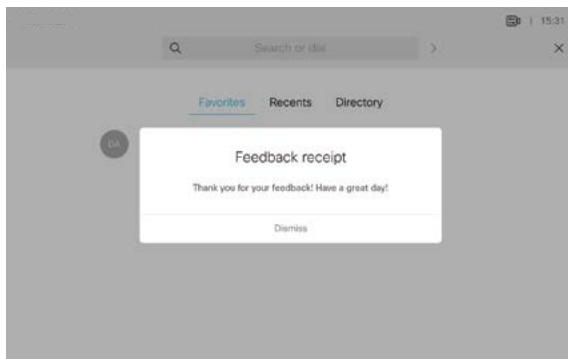 15:31
Search or dial
Favorites Recents Directory
DA
Feedback receipt
Thank you for your feedback! Have a great day!
Dismiss